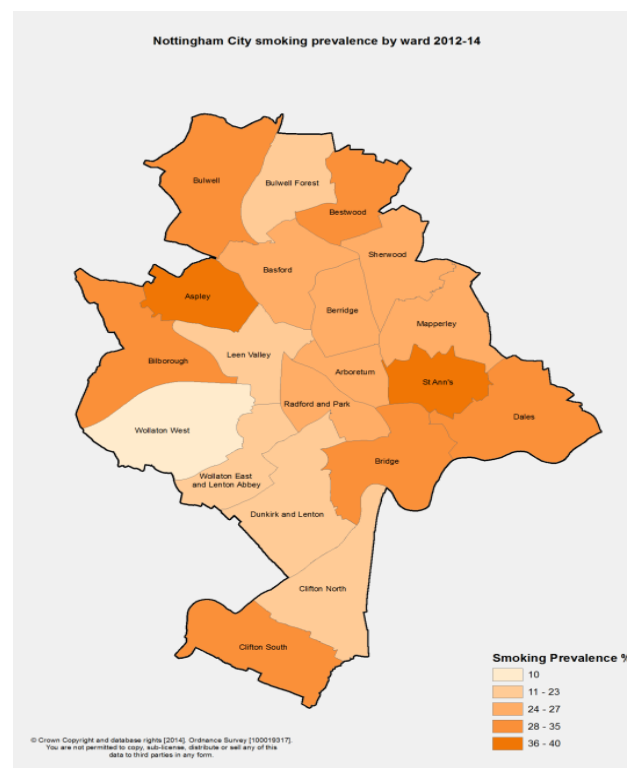 Nottingham City smoking prevalence by ward 2012-14
Bulwell
Bulwell Forest
Bestwood
Sherwood
Basford
Aspley
Berridge
Mapperley
Leen Valley
Bilborough
Arboretum
St Ann's
Radford and Park
Dales
Wollaton West
Bridge
Wollaton East
and Lenton Abbey
Dunkirk and Lenton
Clifton North
Clifton South
Smoking Prevalence %
10
11 - 23
24 - 27
28 - 35
36 - 40
© Crown Copyright and database rights [2014]. Ordnance Survey [100019317].
You are not permitted to copy, sub-license, distribute or sell any of this
data to third parties in any form.